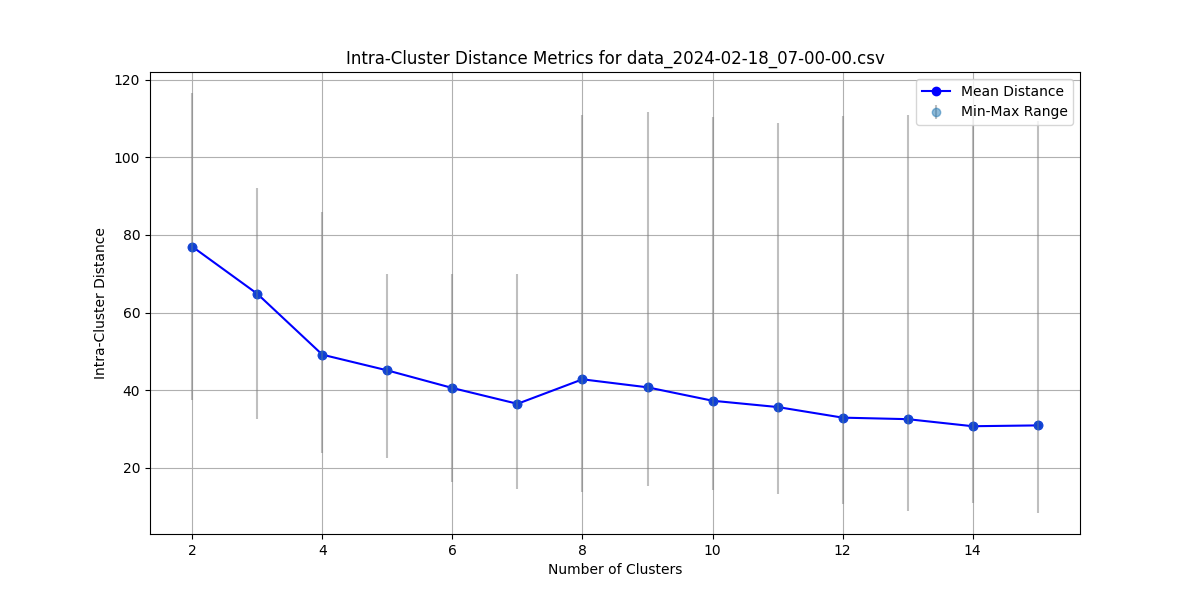 Intra-Cluster Distance Metrics for data_2024-02-18_07-00-00.csv
Mean Distance
Min-Max Range
Intra-Cluster Distance
120
100
80
60
40
20
2 4 6 8 10 12 14
Number of Clusters